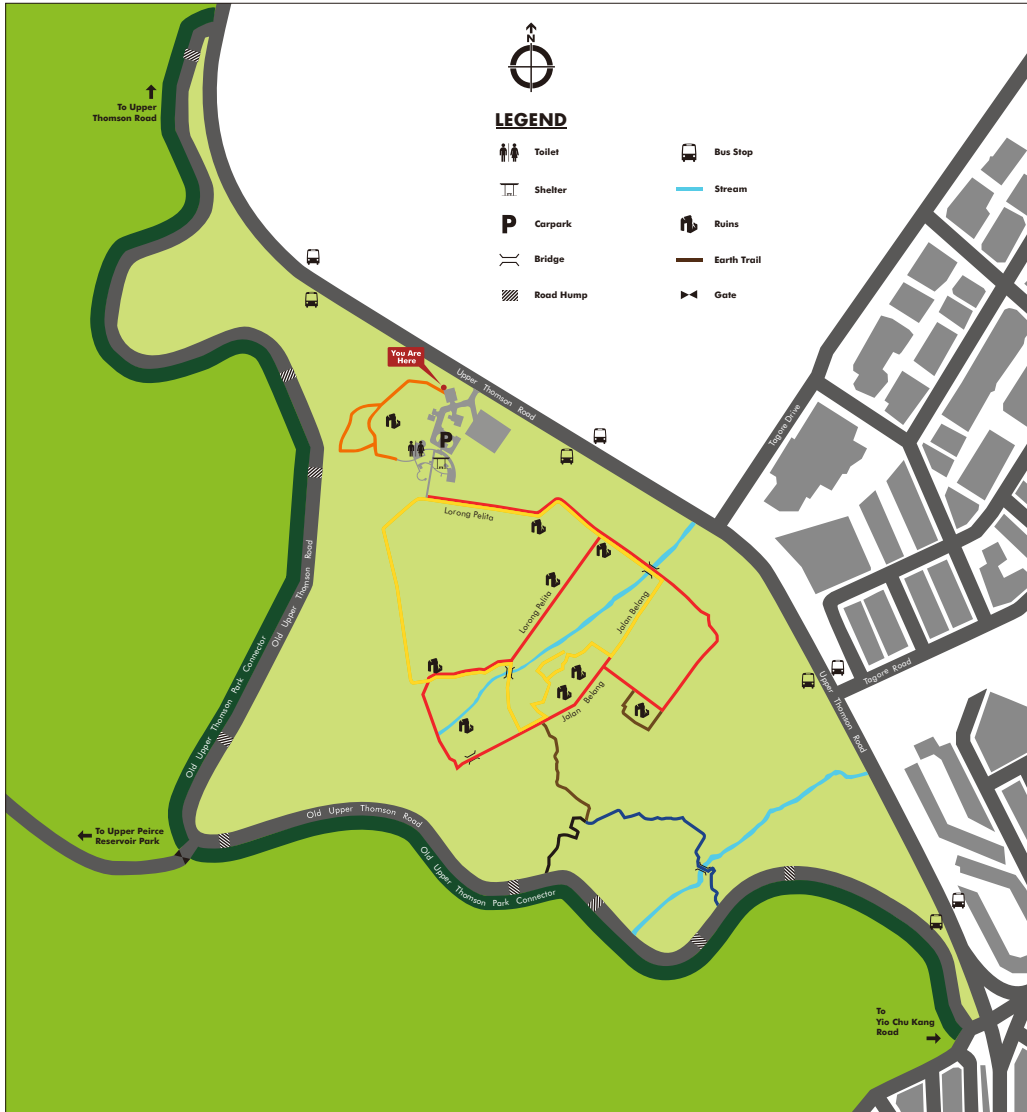 N
LEGEND
Toilet
Bus Stop
Shelter
Stream
P
Carpark
Ruins
Bridge
Earth Trail
Road Hump
Gate
To Upper
Thomson Road
You Are
Here
Upper Thomson Road
P
Tagore Drive
Lorong Pelita
Lorong Pelita
Jalan Belang
Old Upper Thomson Road
Old Upper Thomson Park Connector
Jalan Belang
Tagore Road
Upper Thomson Road
To Upper Peirce
Reservoir Park
Old Upper Thomson Road
Old Upper Thomson Park Connector
To
Yio Chu Kang
Road